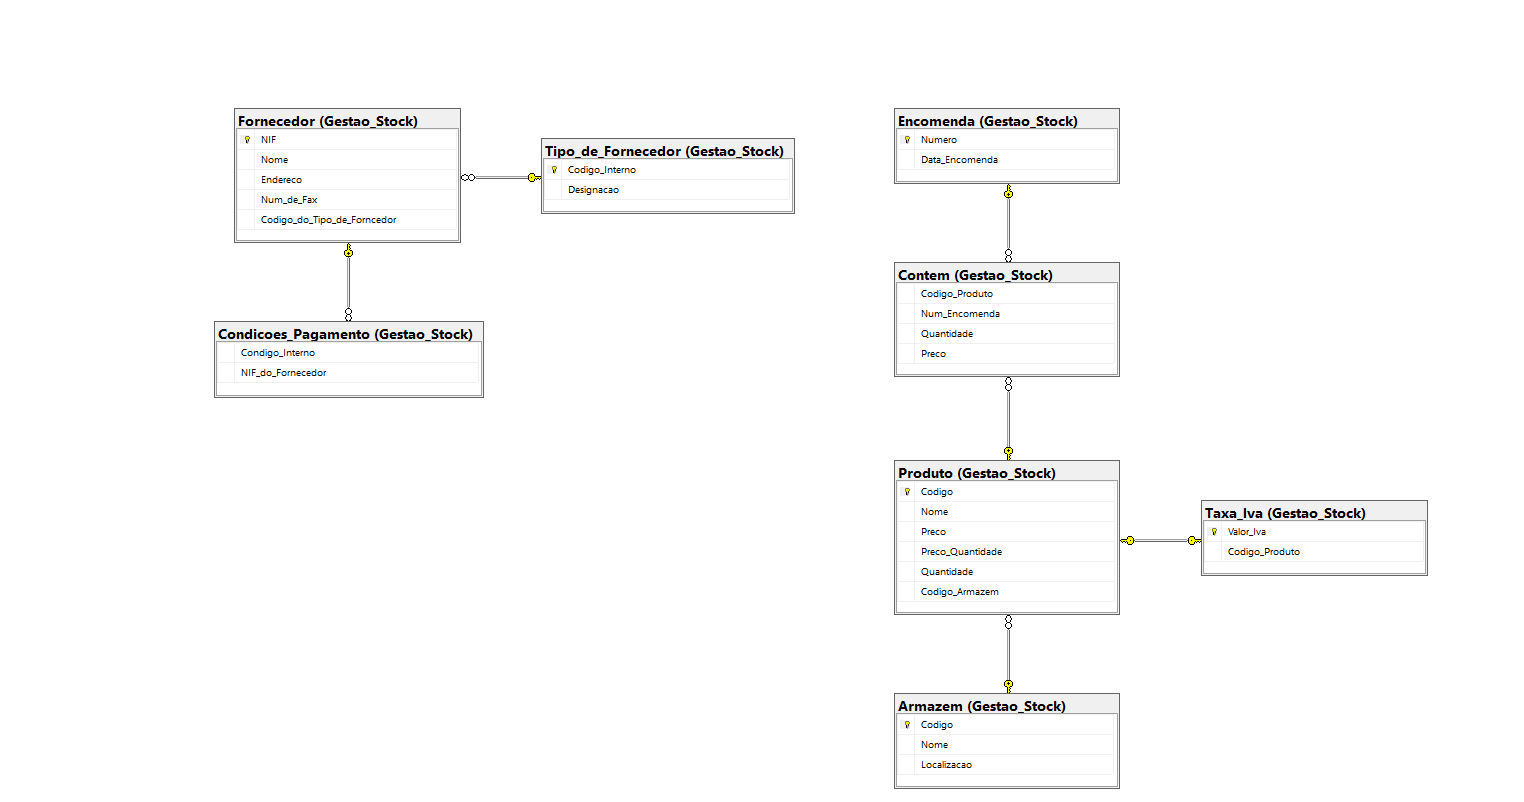 Fornecedor (Gestao_Stock)
NIF
Nome
Endereco
Num_de_Fax
Codigo_do_Tipo_de_Forncedor
Tipo_de_Fornecedor (Gestao_Stock)
Codigo_Interno
Designacao
Condicoes_Pagamento (Gestao_Stock)
Condigo_Interno
NIF_do_Fornecedor
Encomenda (Gestao_Stock)
Numero
Data_Encomenda
Contem (Gestao_Stock)
Codigo_Produto
Num_Encomenda
Quantidade
Preco
Produto (Gestao_Stock)
Codigo
Nome
Preco
Preco_Quantidade
Quantidade
Codigo_Armazem
Taxa_Iva (Gestao_Stock)
Valor_Iva
Codigo_Produto
Armazem (Gestao_Stock)
Codigo
Nome
Localizacao